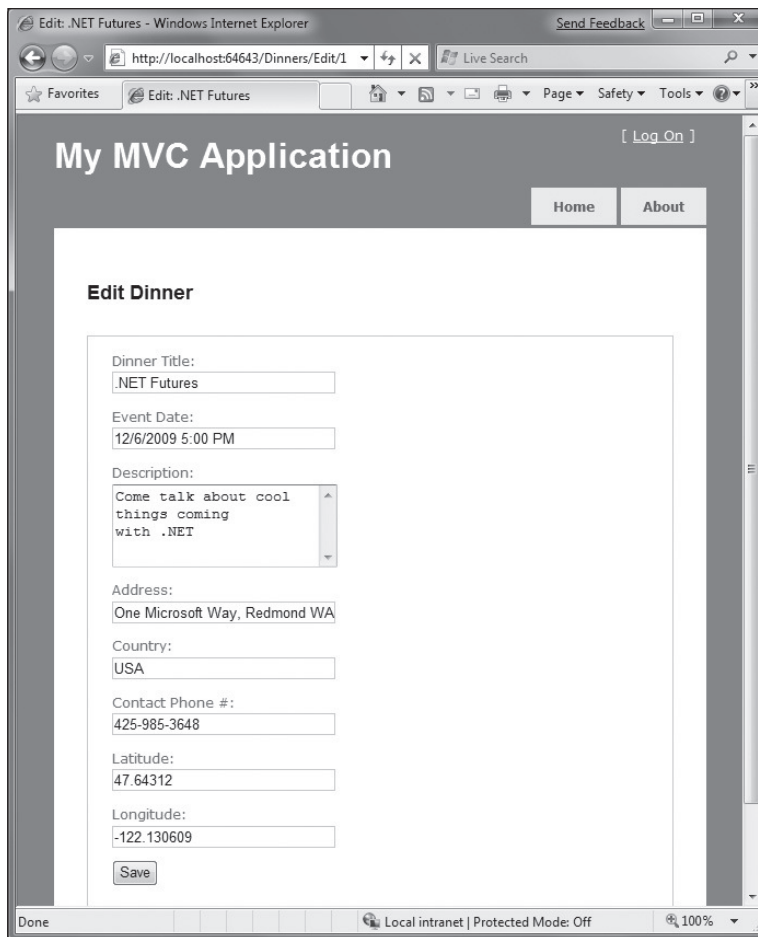 Edit: .NET Futures - Windows Internet Explorer
Send Feedback
http://localhost:64643/Dinners/Edit/1
Live Search
Favorites
Edit: .NET Futures
Page
Safety
Tools
[ Log On ]
My MVC Application
Home
About
Edit Dinner
Dinner Title:
.NET Futures
Event Date:
12/6/2009 5:00 PM
Description:
Come talk about cool
things coming
with .NET
Address:
One Microsoft Way, Redmond WA
Country:
USA
Contact Phone #:
425-985-3648
Latitude:
47.64312
Longitude:
-122.130609
Save
Done
Local intranet | Protected Mode: Off
100%